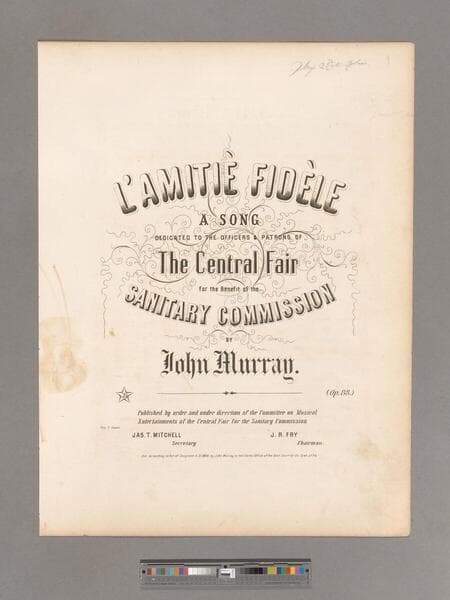 L'AMITIÈ FIDÈLE
A SONG
DEDICATED TO THE OFFICERS & PATRONS OF
The Central Fair
for the Benefit of the
SANITARY COMMISSION
BY
John Murray.
(Op. 88.)
Published by order and under direction of the Committee on Musical
Entertainments of the Central Fair for the Sanitary Commission
JAS. T. MITCHELL
Secretary
J. R. FRY
Chairman